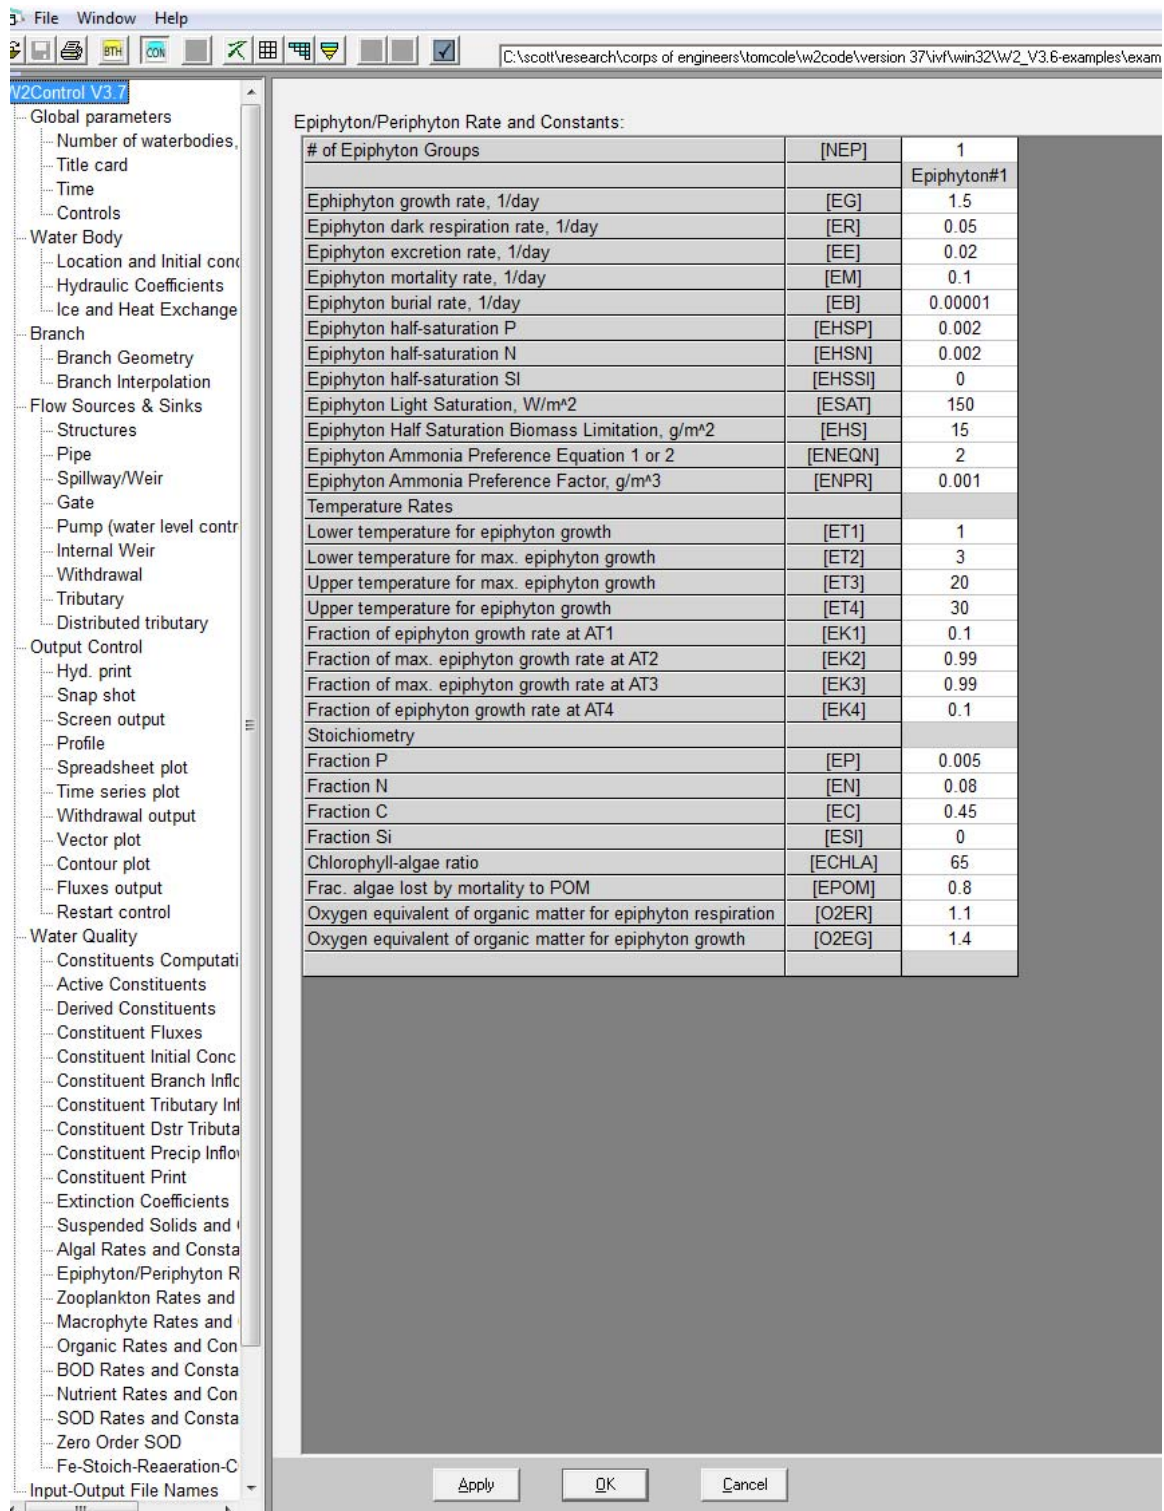 File Window Help
BTH CON
C:\scott\research\corps of engineers\tomcole\w2code\version 37\ivf\win32\W2_V3.6-examples\exam
W2Control V3.7
Global parameters
Number of waterbodies,
Title card
Time
Controls
Water Body
Location and Initial cond
Hydraulic Coefficients
Ice and Heat Exchange
Branch
Branch Geometry
Branch Interpolation
Flow Sources & Sinks
Structures
Pipe
Spillway/Weir
Gate
Pump (water level contr
Internal Weir
Withdrawal
Tributary
Distributed tributary
Output Control
Hyd. print
Snap shot
Screen output
Profile
Spreadsheet plot
Time series plot
Withdrawal output
Vector plot
Contour plot
Fluxes output
Restart control
Water Quality
Constituents Computati
Active Constituents
Derived Constituents
Constituent Fluxes
Constituent Initial Conc
Constituent Branch Inflo
Constituent Tributary Inf
Constituent Dstr Tributa
Constituent Precip Inflow
Constituent Print
Extinction Coefficients
Suspended Solids and
Algal Rates and Consta
Epiphyton/Periphyton R
Zooplankton Rates and
Macrophyte Rates and
Organic Rates and Con
BOD Rates and Consta
Nutrient Rates and Con
SOD Rates and Consta
Zero Order SOD
Fe-Stoich-Reaeration-C
Input-Output File Names
Epiphyton/Periphyton Rate and Constants:
# of Epiphyton Groups [NEP] 1
Epiphyton#1
Ephiphyton growth rate, 1/day [EG] 1.5
Epiphyton dark respiration rate, 1/day [ER] 0.05
Epiphyton excretion rate, 1/day [EE] 0.02
Epiphyton mortality rate, 1/day [EM] 0.1
Epiphyton burial rate, 1/day [EB] 0.00001
Epiphyton half-saturation P [EHSP] 0.002
Epiphyton half-saturation N [EHSN] 0.002
Epiphyton half-saturation SI [EHSSI] 0
Epiphyton Light Saturation, W/m^2 [ESAT] 150
Epiphyton Half Saturation Biomass Limitation, g/m^2 [EHS] 15
Epiphyton Ammonia Preference Equation 1 or 2 [ENEQN] 2
Epiphyton Ammonia Preference Factor, g/m^3 [ENPR] 0.001
Temperature Rates
Lower temperature for epiphyton growth [ET1] 1
Lower temperature for max. epiphyton growth [ET2] 3
Upper temperature for max. epiphyton growth [ET3] 20
Upper temperature for epiphyton growth [ET4] 30
Fraction of epiphyton growth rate at AT1 [EK1] 0.1
Fraction of max. epiphyton growth rate at AT2 [EK2] 0.99
Fraction of max. epiphyton growth rate at AT3 [EK3] 0.99
Fraction of epiphyton growth rate at AT4 [EK4] 0.1
Stoichiometry
Fraction P [EP] 0.005
Fraction N [EN] 0.08
Fraction C [EC] 0.45
Fraction Si [ESI] 0
Chlorophyll-algae ratio [ECHLA] 65
Frac. algae lost by mortality to POM [EPOM] 0.8
Oxygen equivalent of organic matter for epiphyton respiration [O2ER] 1.1
Oxygen equivalent of organic matter for epiphyton growth [O2EG] 1.4
Apply OK Cancel